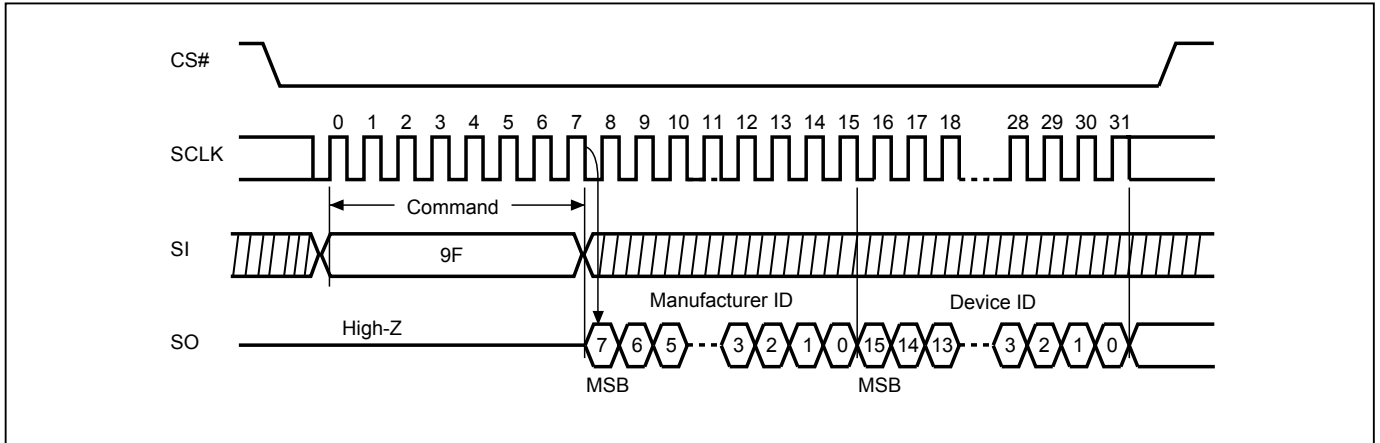 CS#
0 1 2 3 4 5 6 7 8 9 10 11 12 13 14 15 16 17 18 28 29 30 31
SCLK
Command
SI
9F
Manufacturer ID
Device ID
High-Z
SO
7 6 5 3 2 1 0 15 14 13 3 2 1 0
MSB
MSB